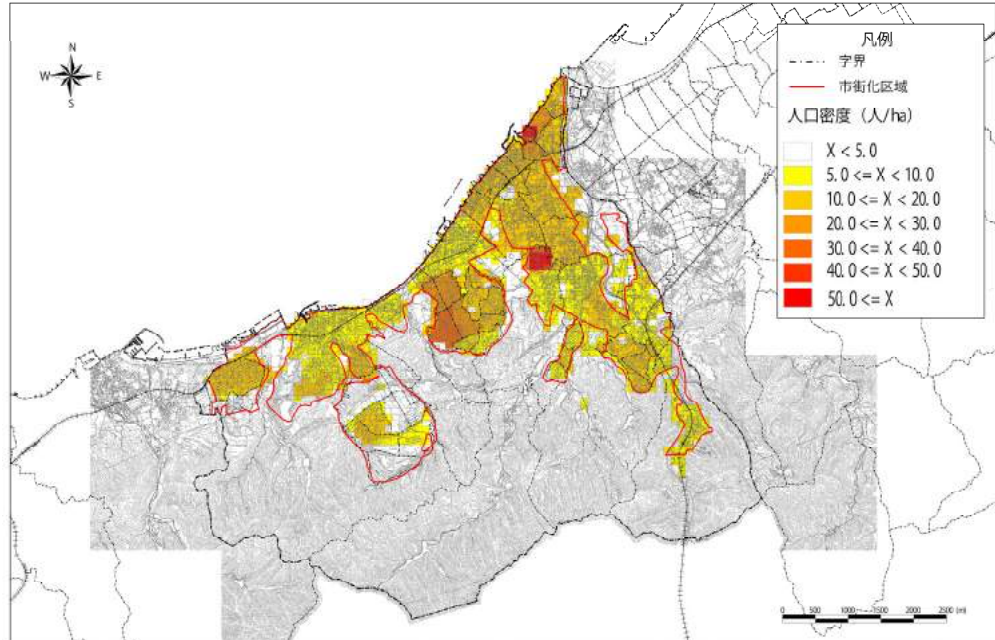 N
W E
S
凡例
字界
市街化区域
人口密度 (人/ha)
X < 5.0
5.0 <= X < 10.0
10.0 <= X < 20.0
20.0 <= X < 30.0
30.0 <= X < 40.0
40.0 <= X < 50.0
50.0 <= X
0 500 1000 1500 2000 2500 (m)